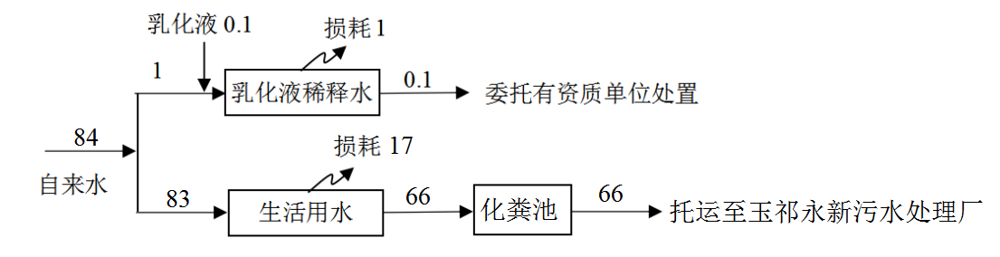 乳化液 0.1
损耗 1
1
乳化液稀释水
0.1
委托有资质单位处置
84
自来水
损耗 17
83
生活用水
66
化粪池
66
托运至玉祁永新污水处理厂